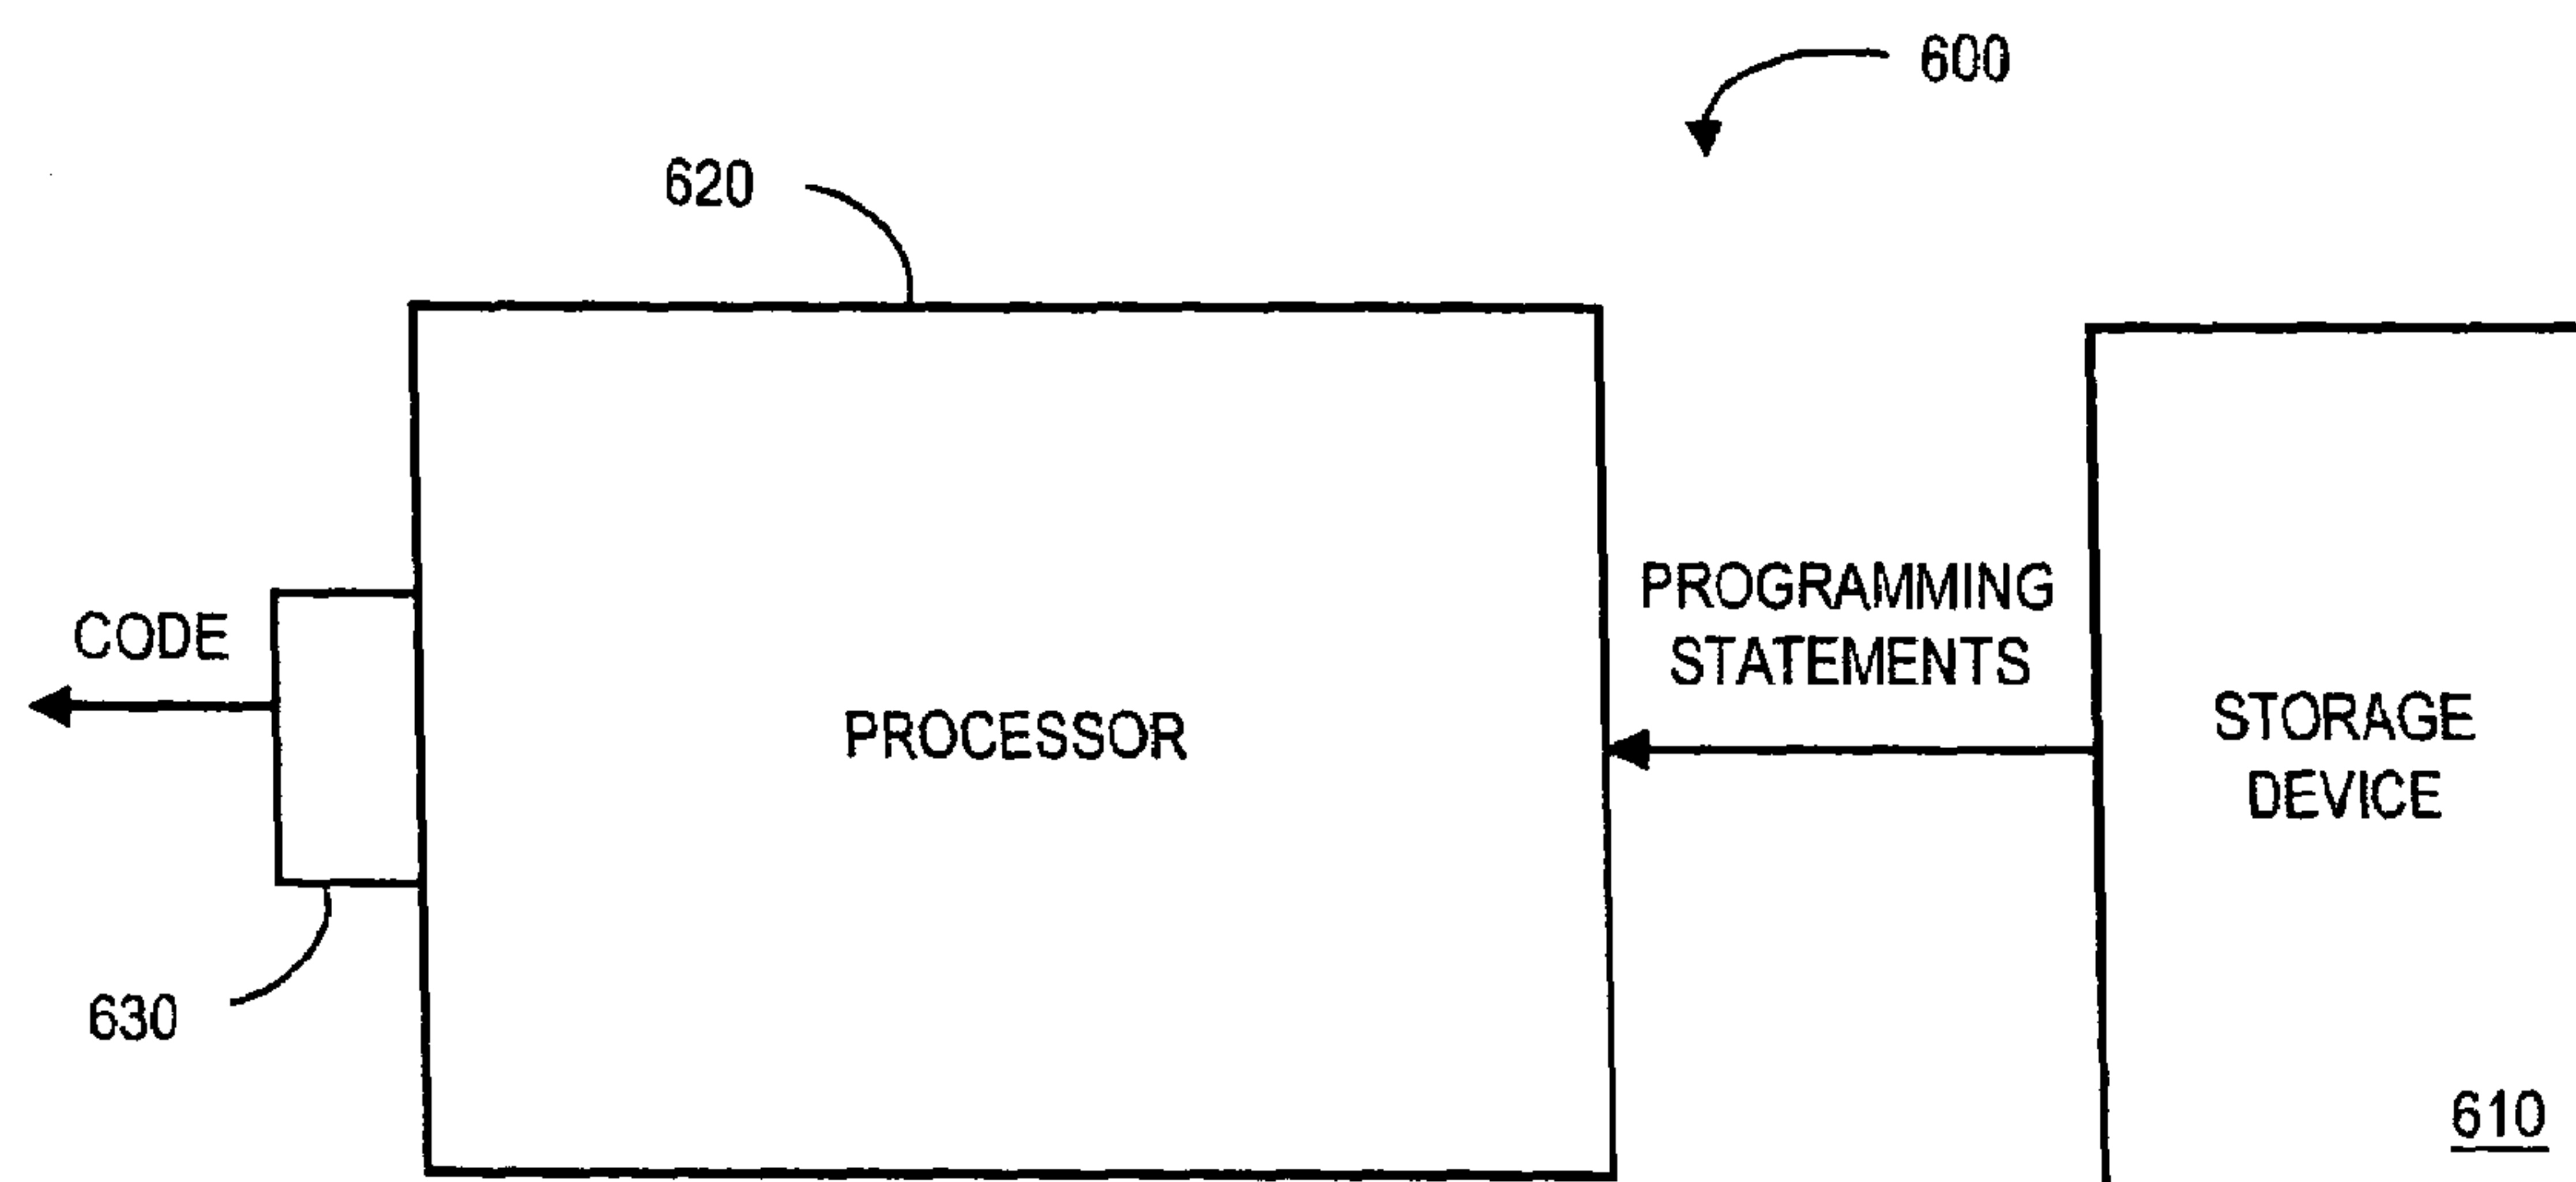 600
620
PROGRAMMING
STATEMENTS
CODE
PROCESSOR
STORAGE
DEVICE
630
610